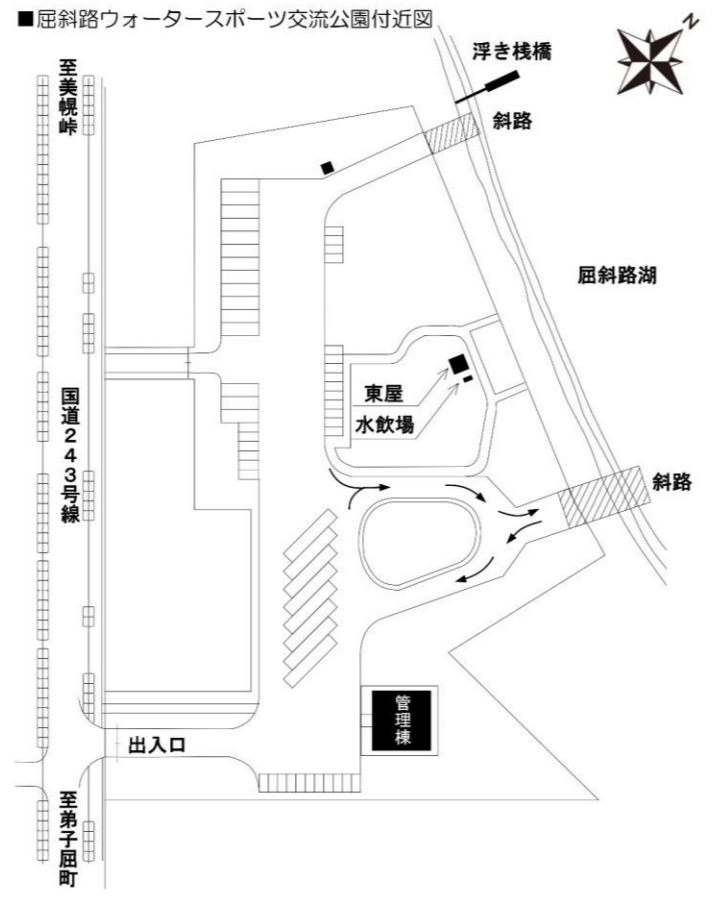 ■屈斜路ウォータースポーツ交流公園付近図
N
浮き桟橋
至美幌峠
斜路
屈斜路湖
東屋
水飲場
国道243号線
斜路
管理棟
出入口
至弟子屈町